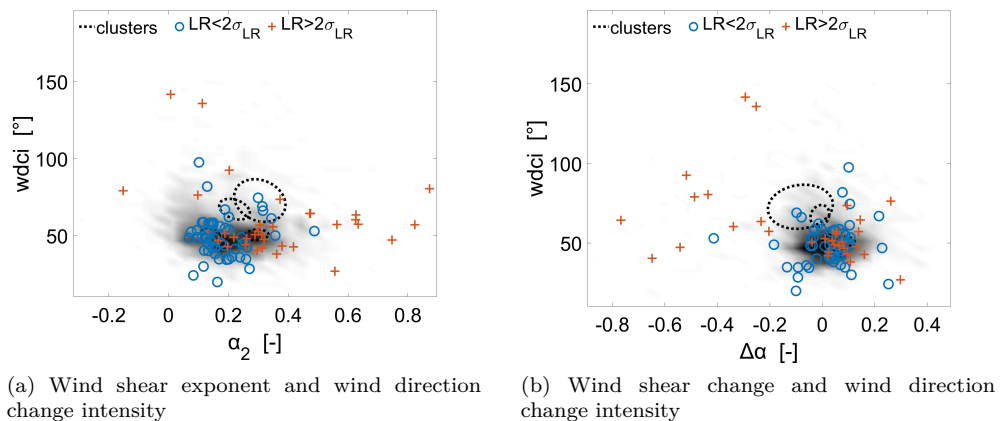 clusters LR<2σLR LR>2σLR
150
100
50
wdci [°]
-0.2 0 0.2 0.4 0.6 0.8
α2 [-]
(a) Wind shear exponent and wind direction
change intensity
clusters LR<2σLR LR>2σLR
150
100
50
wdci [°]
-0.8 -0.6 -0.4 -0.2 0 0.2 0.4
Δα [-]
(b) Wind shear change and wind direction
change intensity